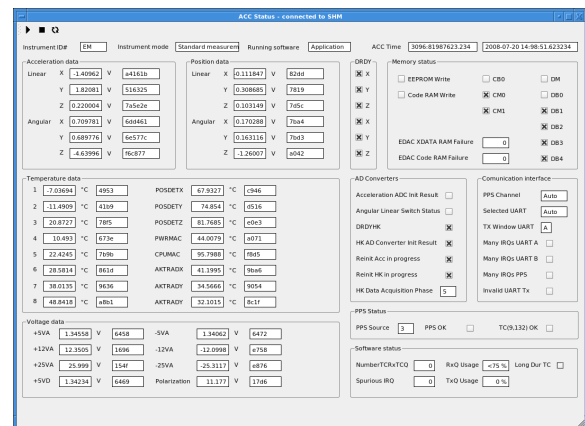 ACC Status - connected to SHM
Instrument ID# EM Instrument mode Standard measurem Running software Application ACC Time 3096:81987623.234 2008-07-20 14:98:51.623234
Acceleration data Position data DRDY Memory status
Linear X -1.40962 V a4161b Linear X -0.111847 V 82dd X EEPROM Write CB0 DM
Y 1.82081 V 516325 Y 0.308685 V 7819 Y Code RAM Write CM0 DB0
Z 0.220004 V 7a5e2e Z 0.103149 V 7d5c Z CM1 DB1
Angular X 0.709781 V 6dd461 Angular X 0.170288 V 7ba4 X DB2
Y 0.689776 V 6e577c Y 0.163116 V 7bd3 Y EDAC XDATA RAM Failure 0 DB3
Z -4.63996 V f6c877 Z -1.26007 V a042 Z EDAC Code RAM Failure 0 DB4
Temperature data AD Converters Comunication interface
1 -7.03694 °C 4953 POSDETX 67.9327 °C c946 Acceleration ADC Init Result PPS Channel Auto
2 -11.4909 °C 41b9 POSDETY 74.854 °C d516 Angular Linear Switch Status Selected UART Auto
3 20.8727 °C 78f5 POSDETZ 81.7685 °C e0e3 DRDYHK TX Window UART A
4 10.493 °C 673e PWRMAC 44.0079 °C a071 HK AD Converter Init Result Many IRQs UART A
5 22.4245 °C 7b9b CPUMAC 95.7988 °C f8d5 Reinit Acc in progress Many IRQs UART B
6 28.5814 °C 861d AKTRADX 41.1995 °C 9ba6 Reinit HK in progress Many IRQs PPS
7 38.0135 °C 9636 AKTRADY 34.5666 °C 9054 HK Data Acquisition Phase 5 Invalid UART Tx
8 48.8418 °C a8b1 AKTRADY 32.1015 °C 8c1f
PPS Status
PPS Source 3 PPS OK TC(9,132) OK
Voltage data
+5VA 1.34558 V 6458 -5VA 1.34062 V 6472
+12VA 12.3505 V 1696 -12VA -12.0998 V e758
+25VA 25.999 V 154f -25VA -25.3117 V e876
+5VD 1.34234 V 6469 Polarization 11.177 V 17d6
Software status
NumberTCRxTCQ 0 RxQ Usage <75 % Long Dur TC
Spurious IRQ 0 TxQ Usage 0 %